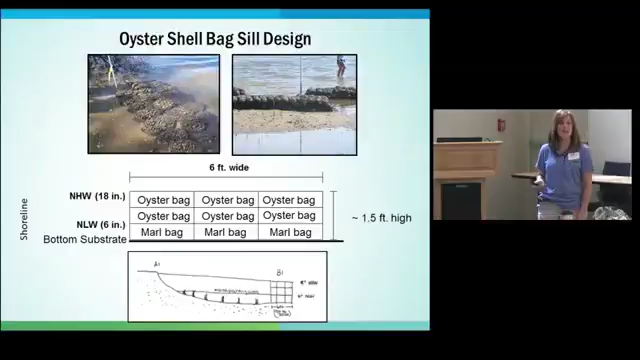 Oyster Shell Bag Sill Design
6 ft. wide
NHW (18 in.)
Oyster bag Oyster bag Oyster bag
Oyster bag Oyster bag Oyster bag
NLW (6 in.)
Marl bag Marl bag Marl bag
Bottom Substrate
~ 1.5 ft. high
Shoreline